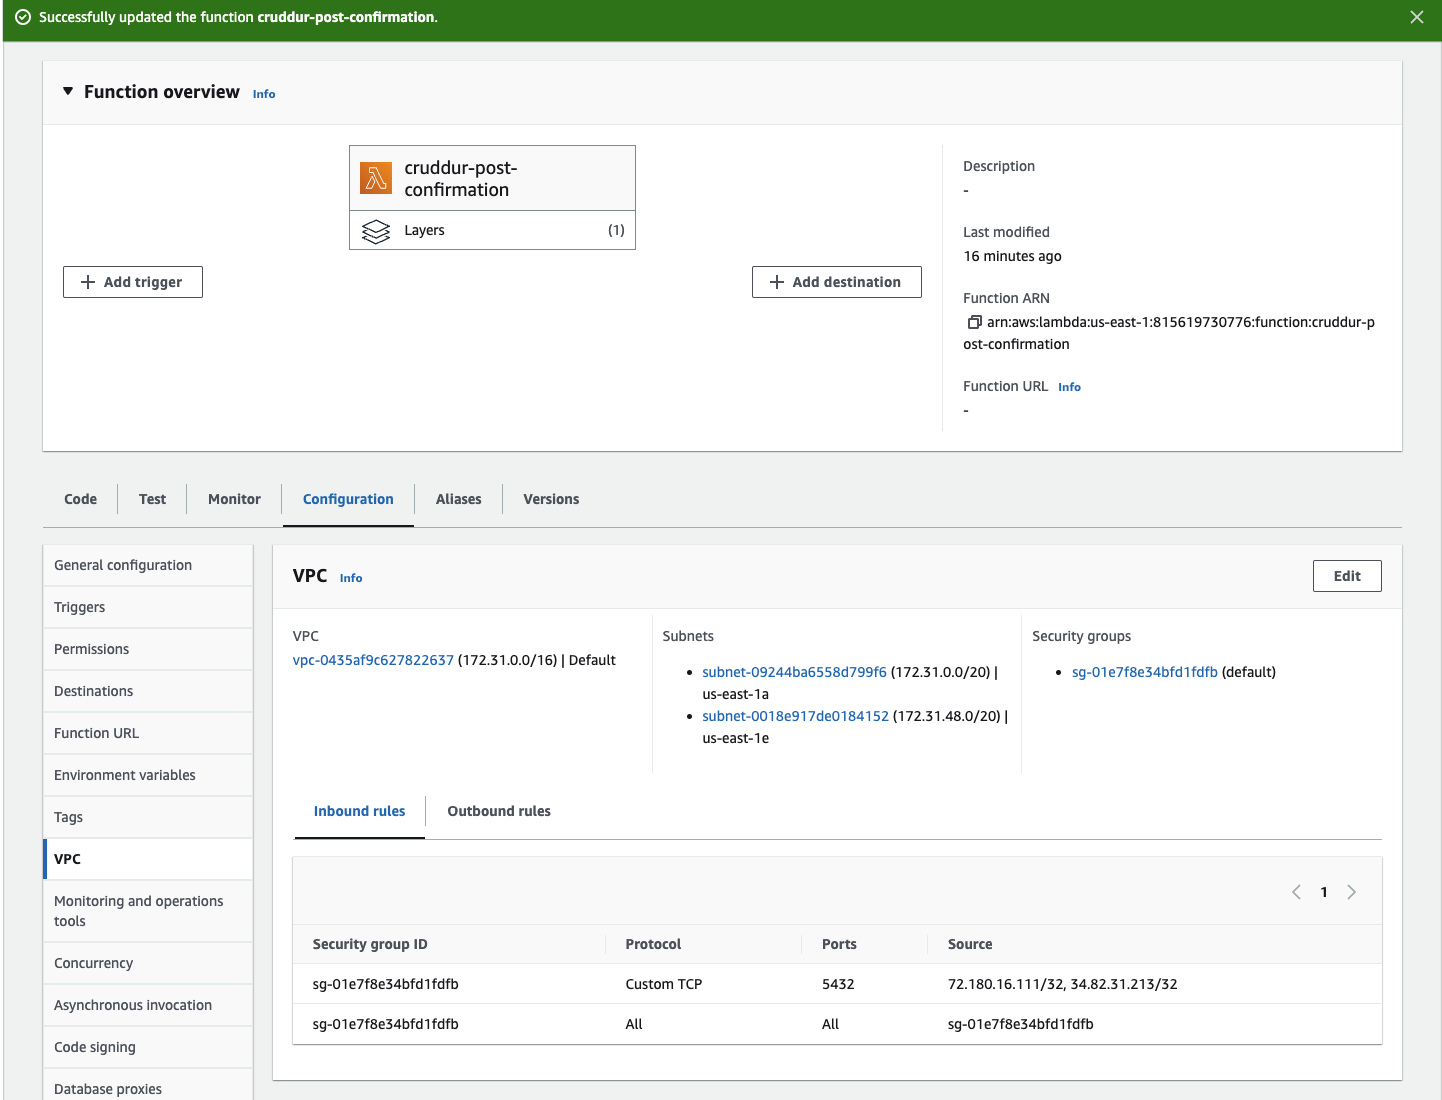 Successfully updated the function cruddur-post-confirmation.
Function overview Info
cruddur-post-
confirmation
Layers (1)
Add trigger
Add destination
Description
-
Last modified
16 minutes ago
Function ARN
arn:aws:lambda:us-east-1:815619730776:function:cruddur-p
ost-confirmation
Function URL Info
-
Code Test Monitor Configuration Aliases Versions
General configuration
Triggers
Permissions
Destinations
Function URL
Environment variables
Tags
VPC
Monitoring and operations
tools
Concurrency
Asynchronous invocation
Code signing
Database proxies
VPC Info
Edit
VPC
vpc-0435af9c627822637 (172.31.0.0/16) | Default
Subnets
subnet-09244ba6558d799f6 (172.31.0.0/20) |
us-east-1a
subnet-0018e917de0184152 (172.31.48.0/20) |
us-east-1e
Security groups
sg-01e7f8e34bfd1fdfb (default)
Inbound rules Outbound rules
1
Security group ID Protocol Ports Source
sg-01e7f8e34bfd1fdfb Custom TCP 5432 72.180.16.111/32, 34.82.31.213/32
sg-01e7f8e34bfd1fdfb All All sg-01e7f8e34bfd1fdfb